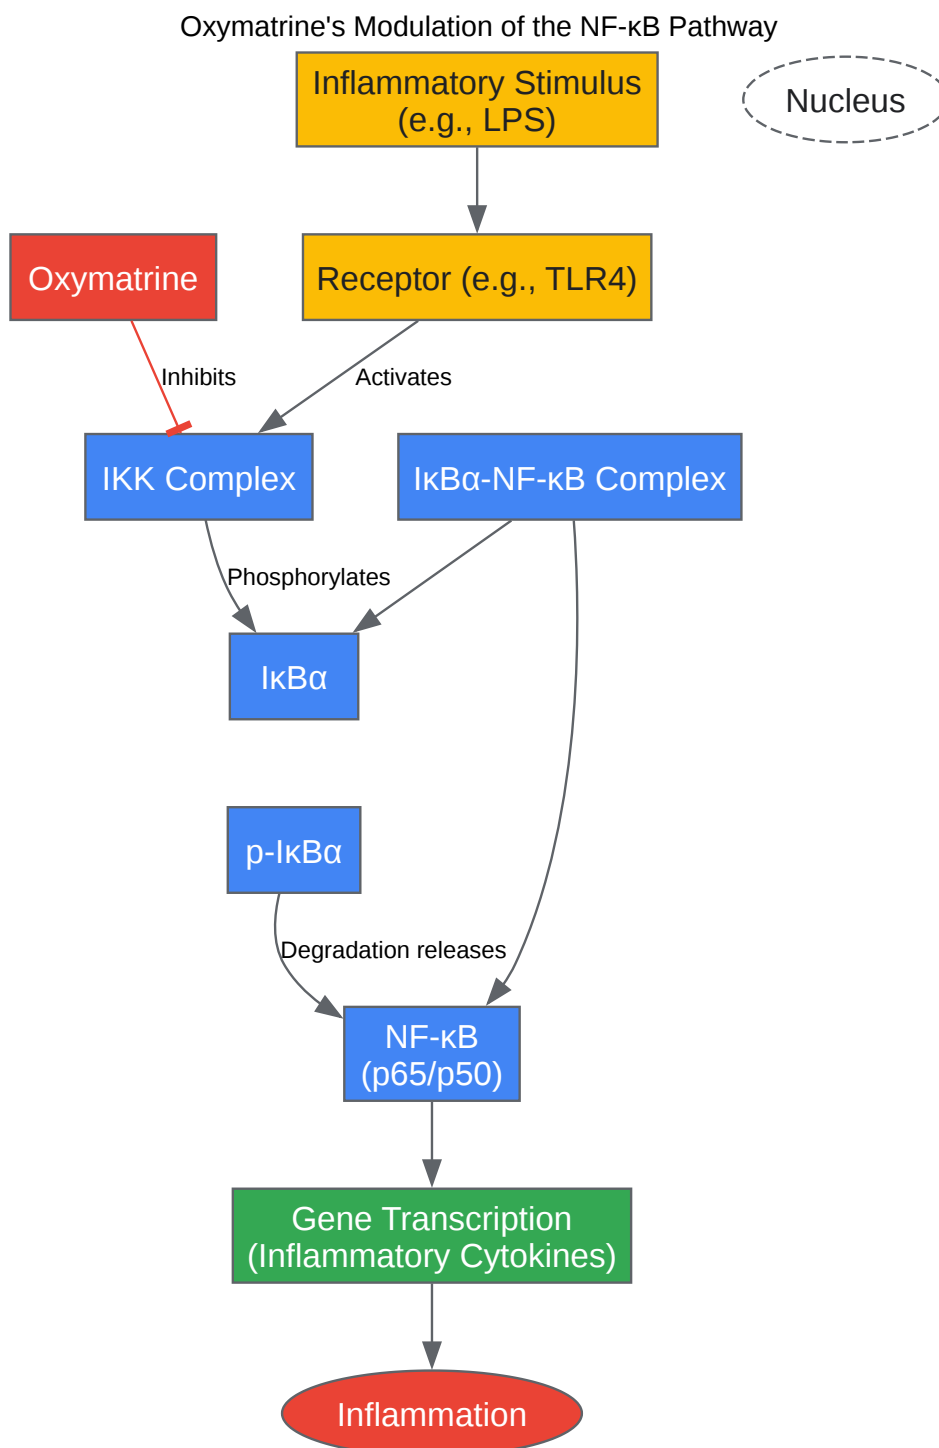 Oxymatrine's Modulation of the NF-κB Pathway
Inflammatory Stimulus
(e.g., LPS)
Nucleus
Oxymatrine
Receptor (e.g., TLR4)
Inhibits
Activates
IKK Complex
IκBα-NF-κB Complex
Phosphorylates
IκBα
p-IκBα
Degradation releases
NF-κB
(p65/p50)
Gene Transcription
(Inflammatory Cytokines)
Inflammation